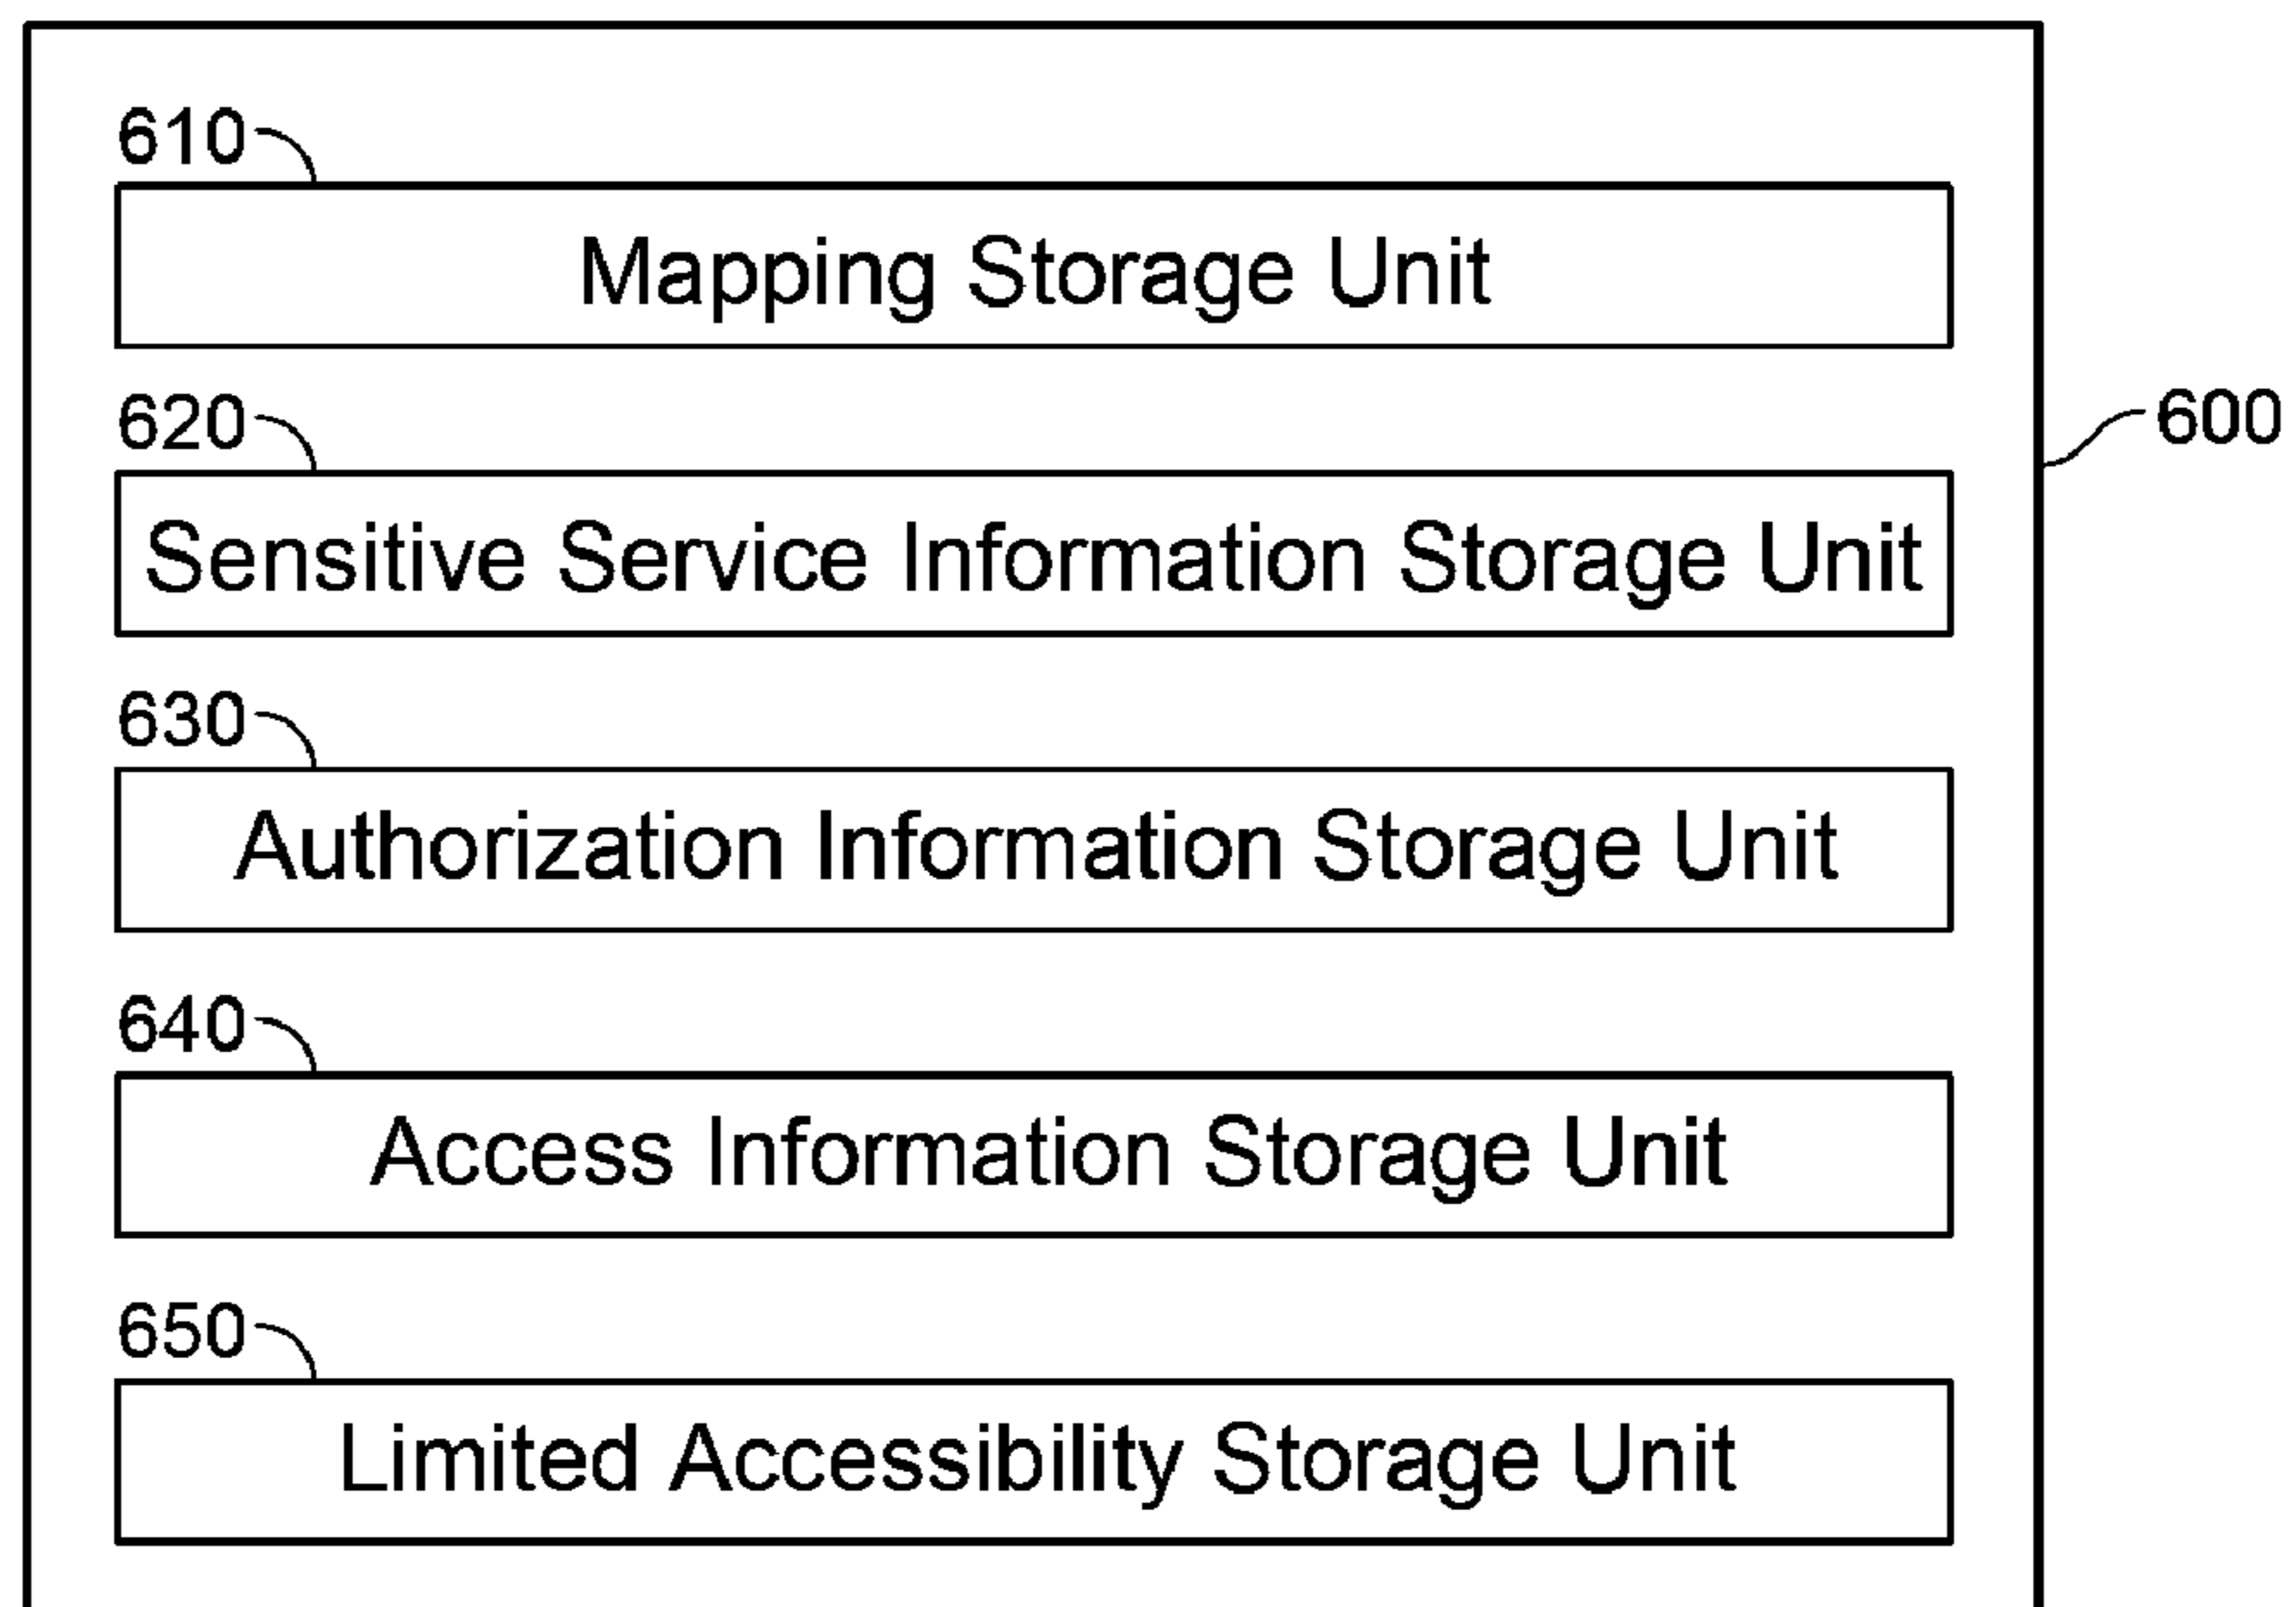 610
Mapping Storage Unit
620
600
Sensitive Service Information Storage Unit
630
Authorization Information Storage Unit
640
Access Information Storage Unit
650
Limited Accessibility Storage Unit